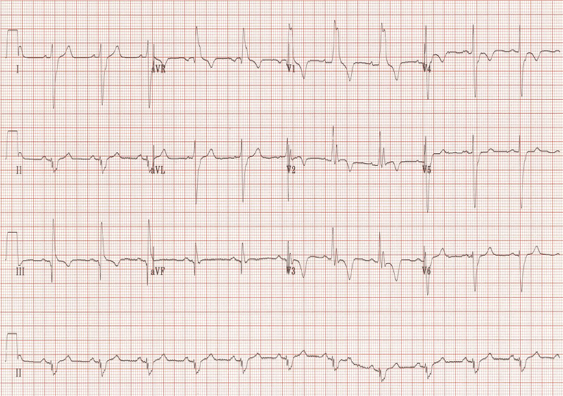 I aVR V1 V4
II aVL V2 V5
III aVF V3 V6
II